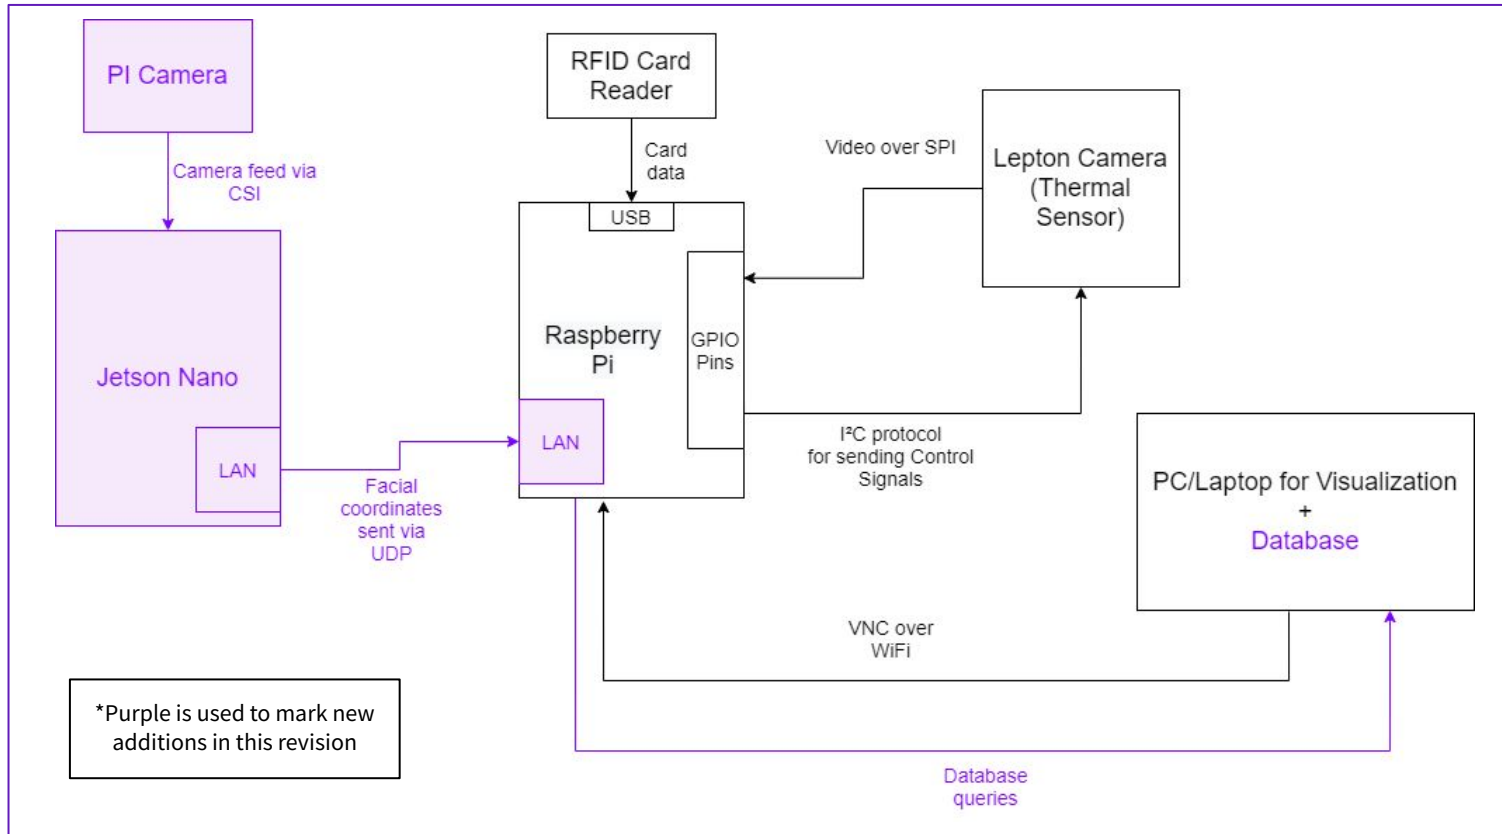 PI Camera
RFID Card
Reader
Camera feed via
CSI
Card
data
Video over SPI
Lepton Camera
(Thermal
Sensor)
USB
Raspberry
Pi
GPIO
Pins
Jetson Nano
LAN
LAN
Facial
coordinates
sent via
UDP
I²C protocol
for sending Control
Signals
PC/Laptop for Visualization
+
Database
VNC over
WiFi
*Purple is used to mark new
additions in this revision
Database
queries